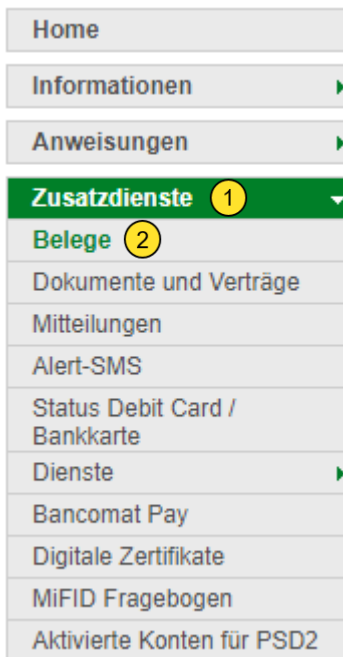 Home
Informationen
Anweisungen
Zusatzdienste 1
Belege 2
Dokumente und Verträge
Mitteilungen
Alert-SMS
Status Debit Card /
Bankkarte
Dienste
Bancomat Pay
Digitale Zertifikate
MiFID Fragebogen
Aktivierte Konten für PSD2